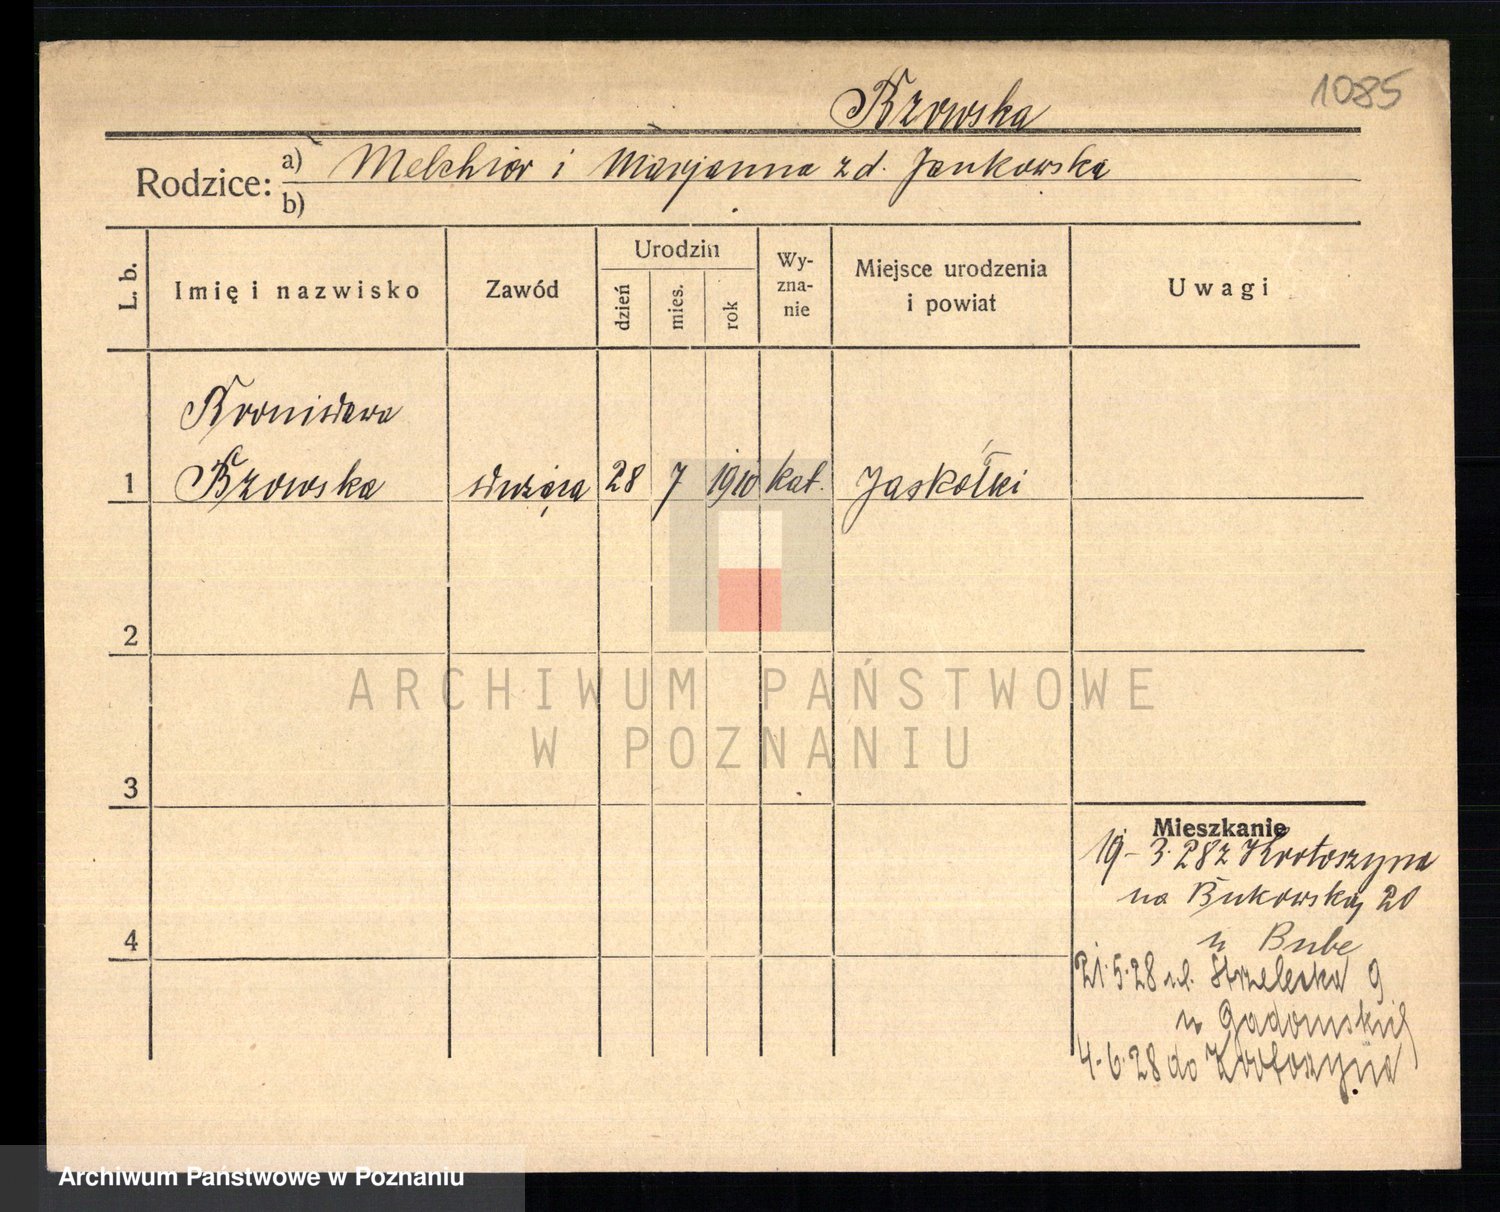 1085
Brzowska
Rodzice: a) Melchior i Marjanna z d. Jankowska
b)
L. b.
Imię i nazwisko
Zawód
Urodzin
dzień
mies.
rok
Wy-
zna-
nie
Miejsce urodzenia
i powiat
Uwagi
Bronisława
1 Brzowska służąca 28 7 1910 kat. Jaskółki
2
ARCHIWUM PAŃSTWOWE
W POZNANIU
3
Mieszkanie
19-3.28 z Krotoszyna
na Bukowską 20
u Bube
4
21.5.28 ul. Strzelecka 9
u Gadomskich
4.6.28 do Krotoszyna
Archiwum Państwowe w Poznaniu